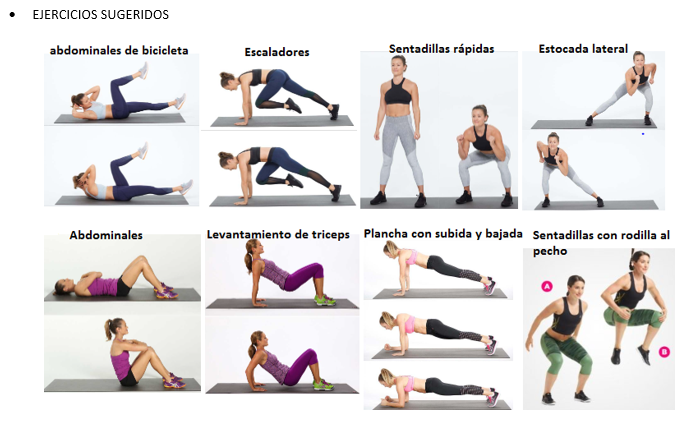 • EJERCICIOS SUGERIDOS
abdominales de bicicleta
Escaladores
Sentadillas rápidas
Estocada lateral
Abdominales
Levantamiento de triceps
Plancha con subida y bajada
Sentadillas con rodilla al
pecho
A
B